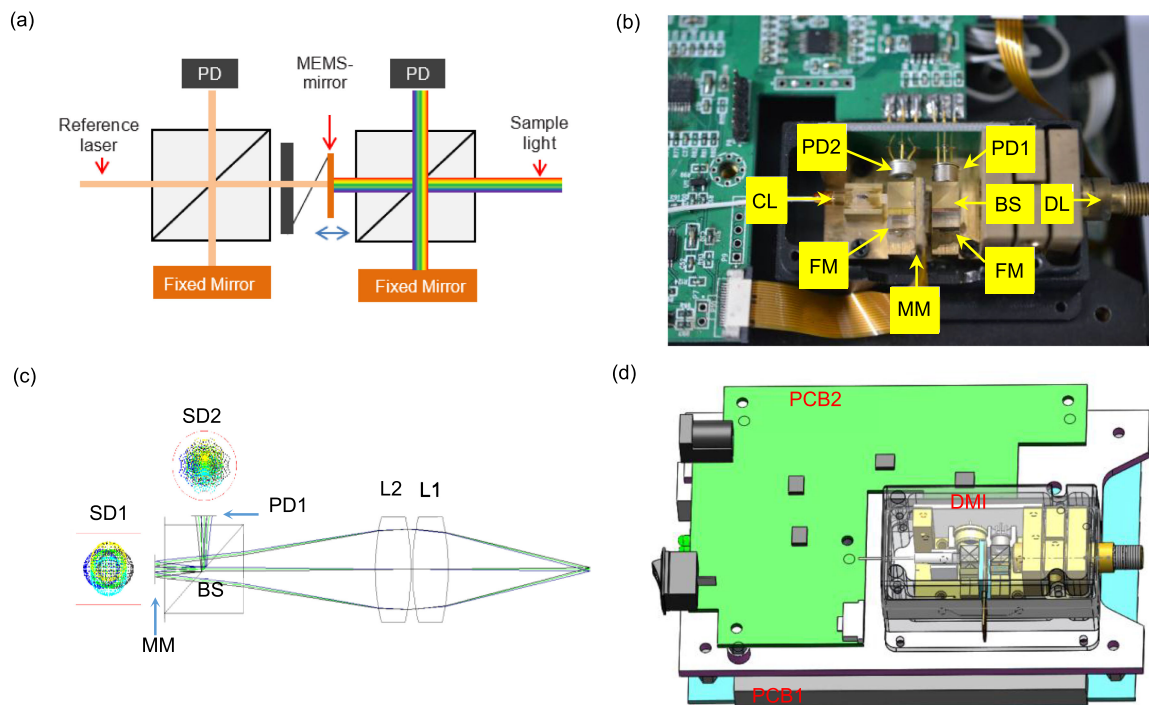 (a)
PD
MEMS-
mirror
PD
Reference
laser
Sample
light
Fixed Mirror
Fixed Mirror
(b)
PD2
PD1
CL
BS
DL
FM
FM
MM
(c)
SD2
L2
L1
SD1
PD1
BS
MM
(d)
PCB2
DMI
PCB1